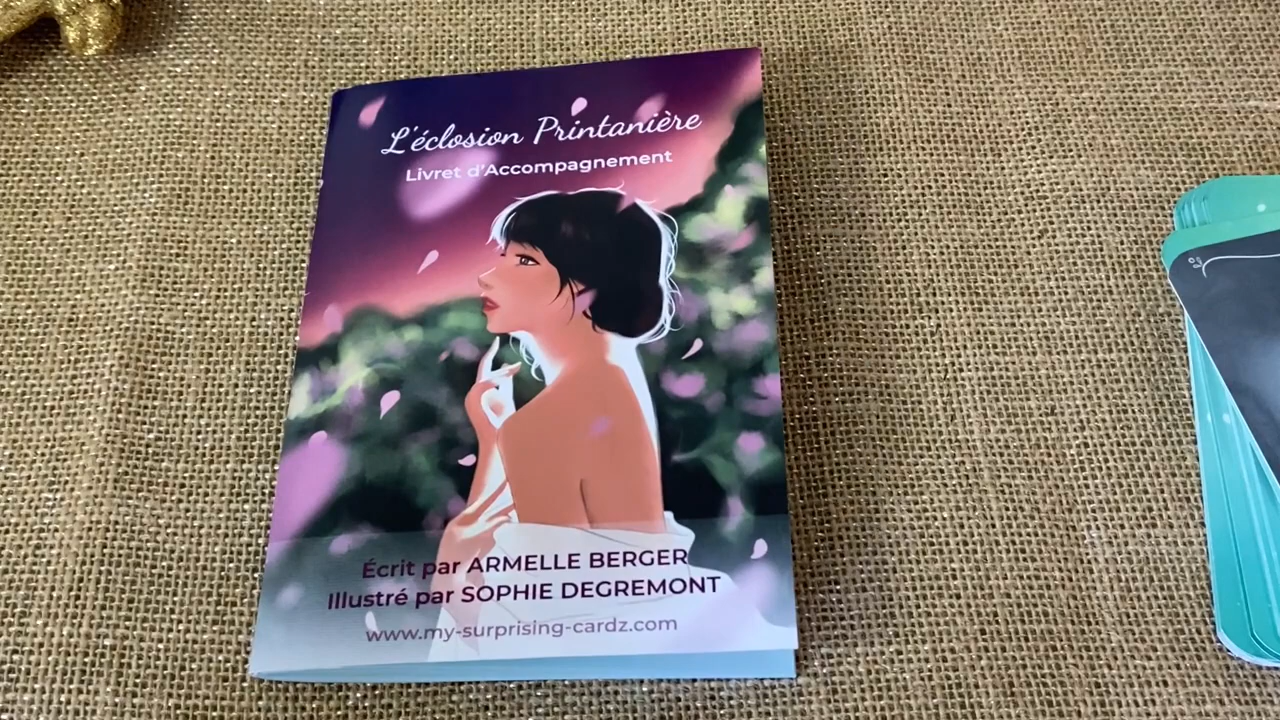 L'éclosion Printanière
Livret d'Accompagnement
Écrit par ARMELLE BERGER
Illustré par SOPHIE DEGREMONT
www.my-surprising-cardz.com